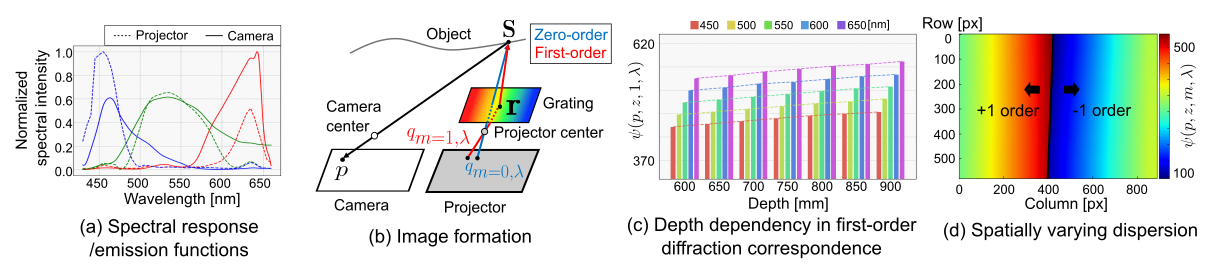 Projector
Camera
Normalized
spectral intensity
1.0
0.8
0.6
0.4
0.2
0.0
450
500
550
600
650
Wavelength [nm]
(a) Spectral response
/emission functions
Object
S
Zero-order
First-order
r
Grating
Camera
center
Projector center
q_{m=1,λ}
q_{m=0,λ}
p
Camera
Projector
(b) Image formation
450
500
550
600
650[nm]
ψ(p, z, 1, λ)
620
370
600
650
700
750
800
850
900
Depth [mm]
(c) Depth dependency in first-order
diffraction correspondence
Row [px]
0
100
200
300
400
500
+1 order
-1 order
0
200
400
600
800
Column [px]
500
100
ψ(p, z, m, λ)
(d) Spatially varying dispersion